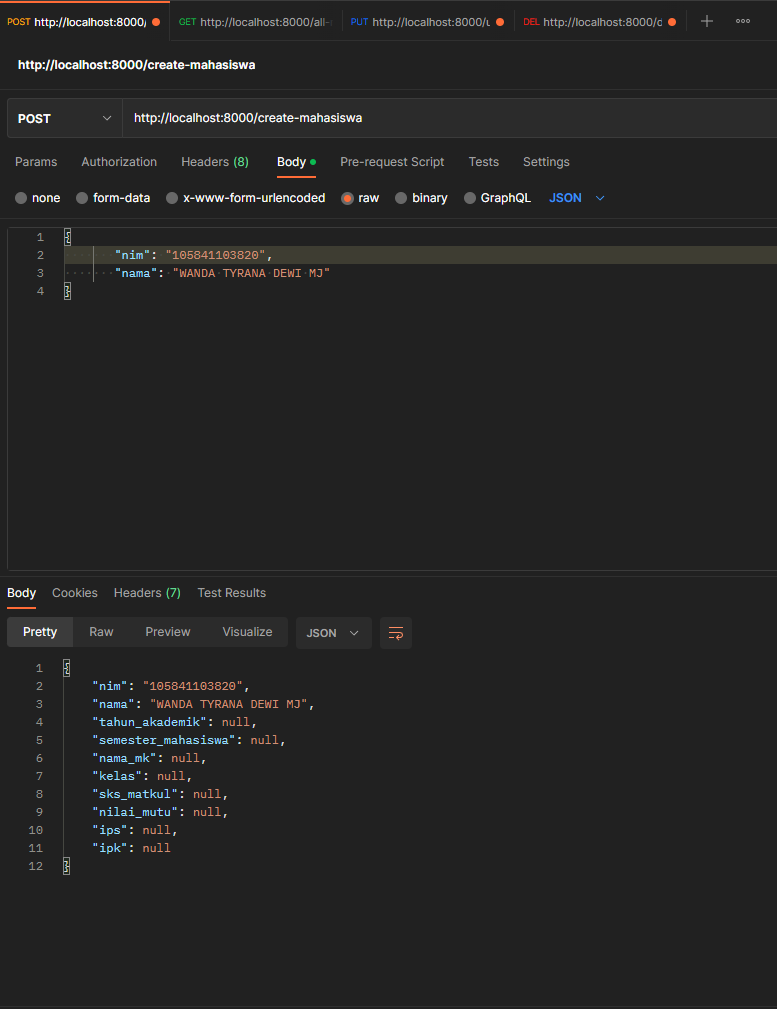 POST http://localhost:8000/ GET http://localhost:8000/all- PUT http://localhost:8000/u DEL http://localhost:8000/d
http://localhost:8000/create-mahasiswa
POST http://localhost:8000/create-mahasiswa
Params Authorization Headers (8) Body Pre-request Script Tests Settings
none form-data x-www-form-urlencoded raw binary GraphQL JSON
1 {
2 "nim": "105841103820",
3 "nama": "WANDA TYRANA DEWI MJ"
4 }
Body Cookies Headers (7) Test Results
Pretty Raw Preview Visualize JSON
1 {
2 "nim": "105841103820",
3 "nama": "WANDA TYRANA DEWI MJ",
4 "tahun_akademik": null,
5 "semester_mahasiswa": null,
6 "nama_mk": null,
7 "kelas": null,
8 "sks_matkul": null,
9 "nilai_mutu": null,
10 "ips": null,
11 "ipk": null
12 }